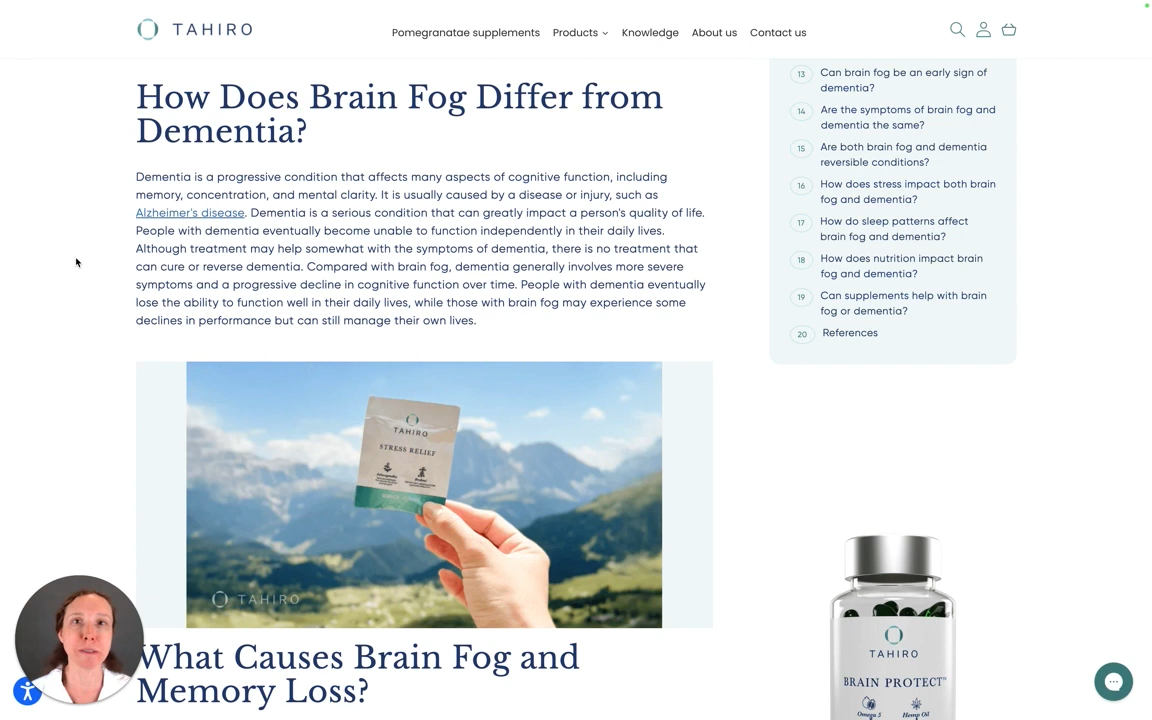 TAHIRO
Pomegranatae supplements Products Knowledge About us Contact us
How Does Brain Fog Differ from
Dementia?
Dementia is a progressive condition that affects many aspects of cognitive function, including
memory, concentration, and mental clarity. It is usually caused by a disease or injury, such as
Alzheimer's disease. Dementia is a serious condition that can greatly impact a person's quality of life.
People with dementia eventually become unable to function independently in their daily lives.
Although treatment may help somewhat with the symptoms of dementia, there is no treatment that
can cure or reverse dementia. Compared with brain fog, dementia generally involves more severe
symptoms and a progressive decline in cognitive function over time. People with dementia eventually
lose the ability to function well in their daily lives, while those with brain fog may experience some
declines in performance but can still manage their own lives.
TAHIRO
STRESS RELIEF
TAHIRO
What Causes Brain Fog and
Memory Loss?
13 Can brain fog be an early sign of
dementia?
14 Are the symptoms of brain fog and
dementia the same?
15 Are both brain fog and dementia
reversible conditions?
16 How does stress impact both brain
fog and dementia?
17 How do sleep patterns affect
brain fog and dementia?
18 How does nutrition impact brain
fog and dementia?
19 Can supplements help with brain
fog or dementia?
20 References
TAHIRO
BRAIN PROTECT™
Omega 5 Hemp Oil